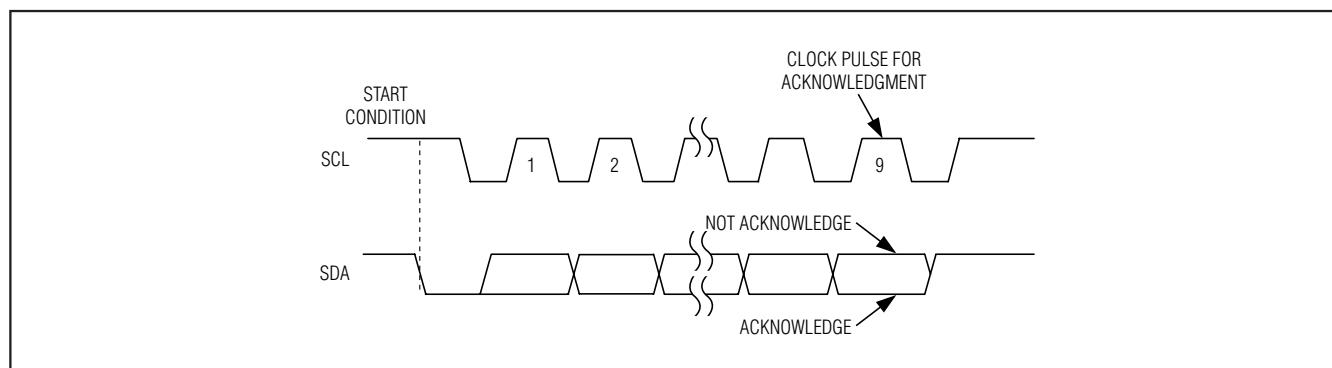 START
CONDITION
CLOCK PULSE FOR
ACKNOWLEDGMENT
SCL
1
2
9
NOT ACKNOWLEDGE
SDA
ACKNOWLEDGE